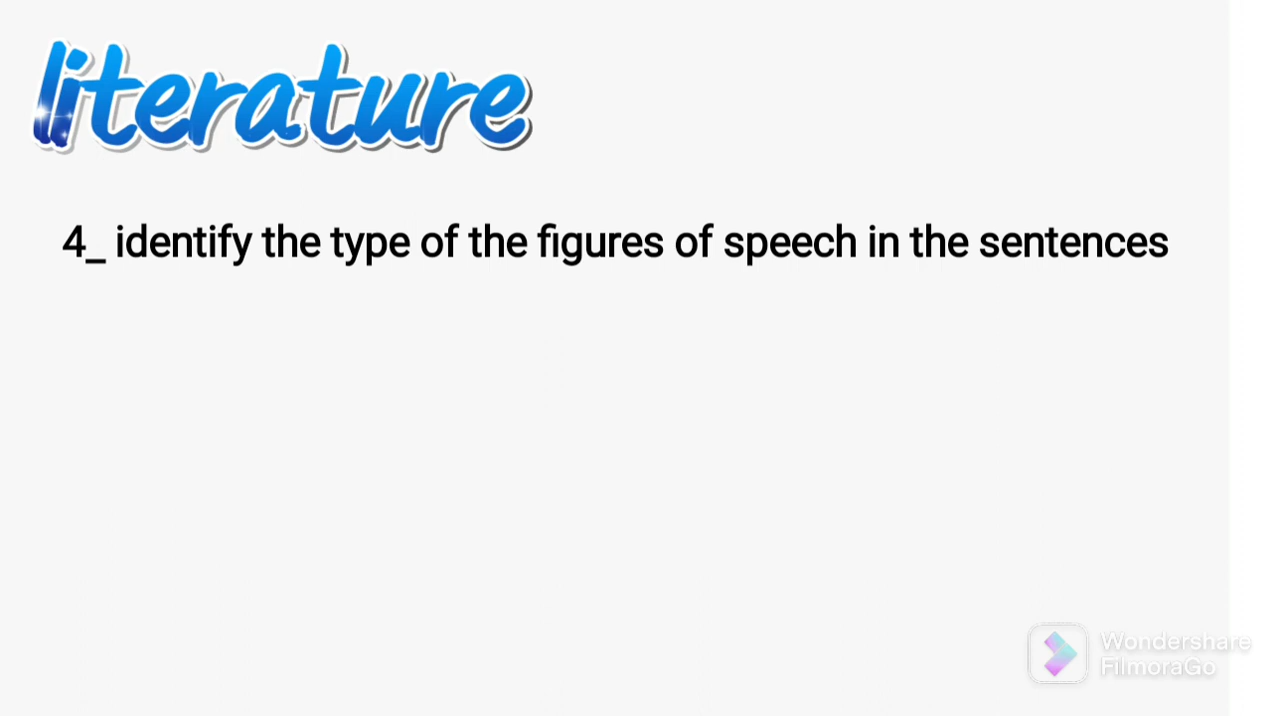 literature
4_ identify the type of the figures of speech in the sentences
Wondershare
FilmoraGo